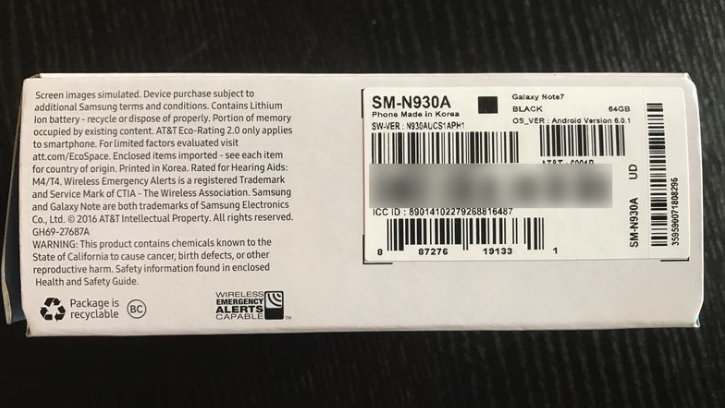 Screen images simulated. Device purchase subject to
additional Samsung terms and conditions. Contains Lithium
Ion battery - recycle or dispose of properly. Portion of memory
occupied by existing content. AT&T Eco-Rating 2.0 only applies
to smartphone. For limited factors evaluated visit
att.com/EcoSpace. Enclosed items imported - see each item
for country of origin. Printed in Korea. Rated for Hearing Aids:
M4/T4. Wireless Emergency Alerts is a registered Trademark
and Service Mark of CTIA - The Wireless Association. Samsung
and Galaxy Note are both trademarks of Samsung Electronics
Co., Ltd. © 2016 AT&T Intellectual Property. All rights reserved.
GH69-27687A
WARNING: This product contains chemicals known to the
State of California to cause cancer, birth defects, or other
reproductive harm. Safety information found in enclosed
Health and Safety Guide.
Package is
recyclable
BC
WIRELESS
EMERGENCY
ALERTS
CAPABLE
TM
SM-N930A
Phone Made in Korea
SW-VER : N930AUCS1APH1
Galaxy Note7
BLACK 64GB
OS_VER : Android Version 6.0.1
ICC ID : 89014102279268816487
8 87276 19133 1
SM-N930A UD
359590071808296